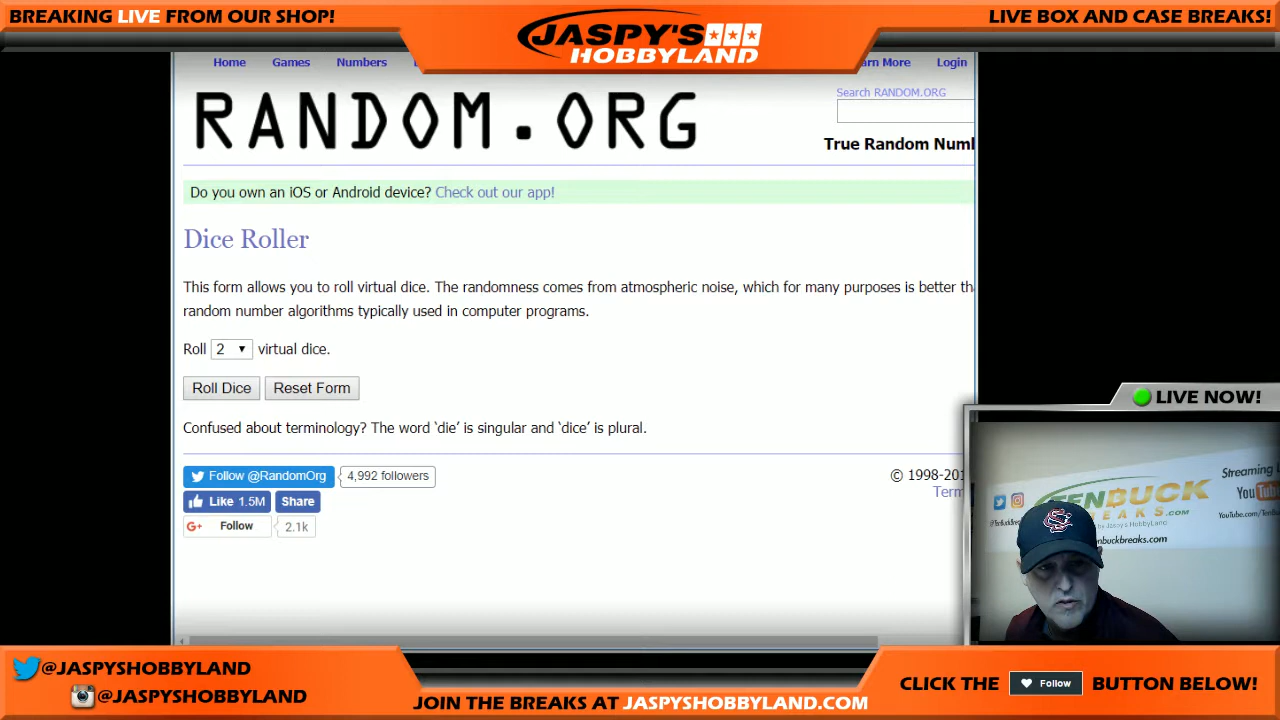 BREAKING LIVE FROM OUR SHOP!
JASPY'S
HOBBYLAND
LIVE BOX AND CASE BREAKS!
Home Games Numbers
More Login
RANDOM.ORG
Search RANDOM.ORG
True Random
Do you own an iOS or Android device? Check out our app!
Dice Roller
This form allows you to roll virtual dice. The randomness comes from atmospheric noise, which for many purposes is better
random number algorithms typically used in computer programs.
Roll 2 virtual dice.
Roll Dice Reset Form
Confused about terminology? The word ‘die’ is singular and ‘dice’ is plural.
Follow @RandomOrg 4,992 followers
© 1998-201
Like 1.5M Share
Term
G+ Follow 2.1k
LIVE NOW!
Streaming
TENBUCK
BREAKS.COM
by Jaspy's HobbyLand
@JASPYSHOBBYLAND
@JASPYSHOBBYLAND
JOIN THE BREAKS AT JASPYSHOBBYLAND.COM
CLICK THE Follow BUTTON BELOW!